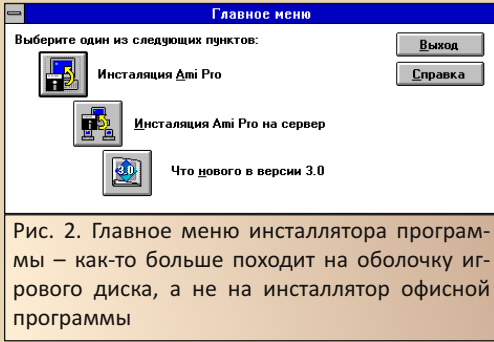 Главное меню
Выберите один из следующих пунктов:
Выход
Инсталяция Ami Pro
Справка
Инсталяция Ami Pro на сервер
3.0
Что нового в версии 3.0
Рис. 2. Главное меню инсталлятора програм-
мы – как-то больше походит на оболочку иг-
рового диска, а не на инсталлятор офисной
программы